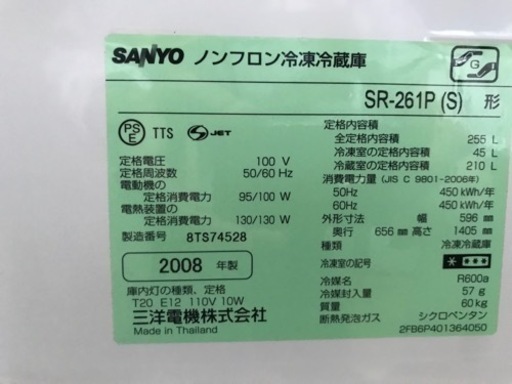 SANYO ノンフロン冷凍冷蔵庫
SR-261P (S) 形
PSE TTS S-JET
定格電圧 100 V
定格周波数 50/60 Hz
電動機の
定格消費電力 95/100 W
電熱装置の
定格消費電力 130/130 W
製造番号 8TS74528
2008 年製
庫内灯の種類、定格
T20 E12 110V 10W
三洋電機株式会社
Made in Thailand
定格内容積
全定格内容積 255 L
冷凍室の定格内容積 45 L
冷蔵室の定格内容積 210 L
消費電力量 (JIS C 9801-2006年)
50Hz 450 kWh/年
60Hz 450 kWh/年
外形寸法 幅 596 mm
奥行 656 mm 高さ 1405 mm
種類 冷凍冷蔵庫
冷凍室の記号
冷媒名 R600a
冷媒封入量 57 g
質量 60 kg
断熱発泡ガス シクロペンタン
2FB6P401364050